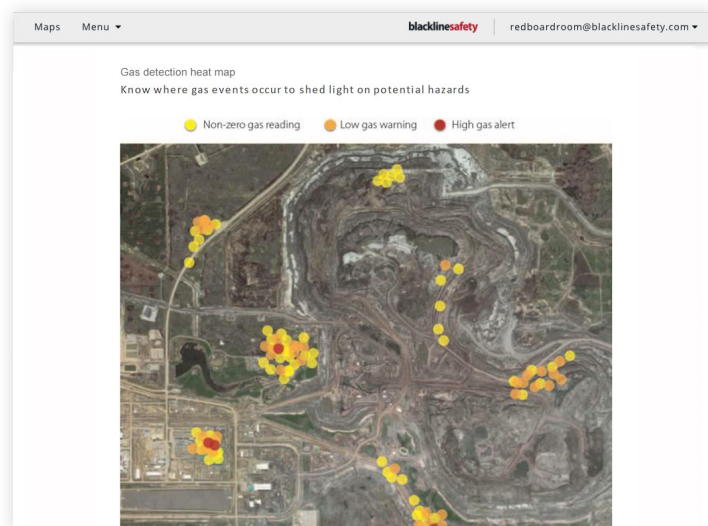 Maps Menu blacklinesafety redboardroom@blacklinesafety.com
Gas detection heat map
Know where gas events occur to shed light on potential hazards
Non-zero gas reading Low gas warning High gas alert